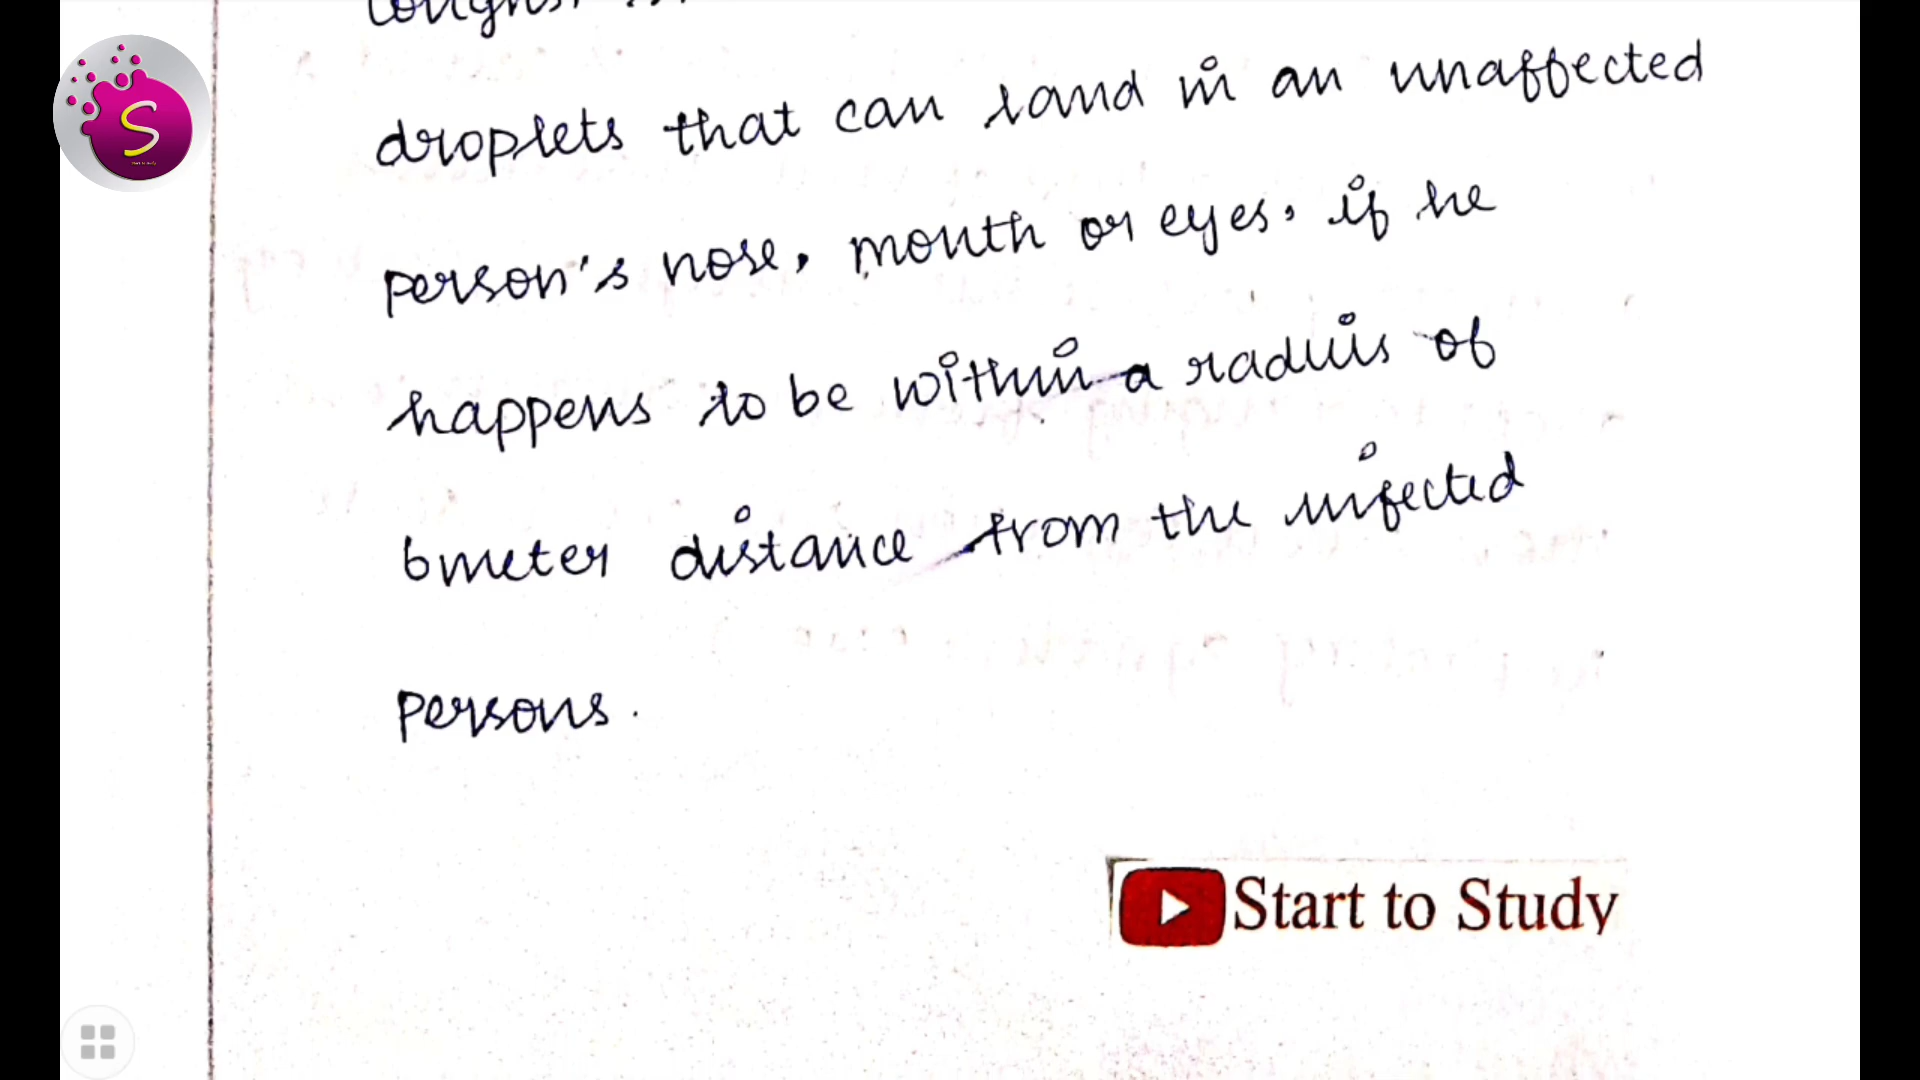 coughs.
droplets that can land in an unaffected
person's nose, mouth or eyes. if he
happens to be within a radius of
6meter distance from the infected
persons.
S
Start to Study